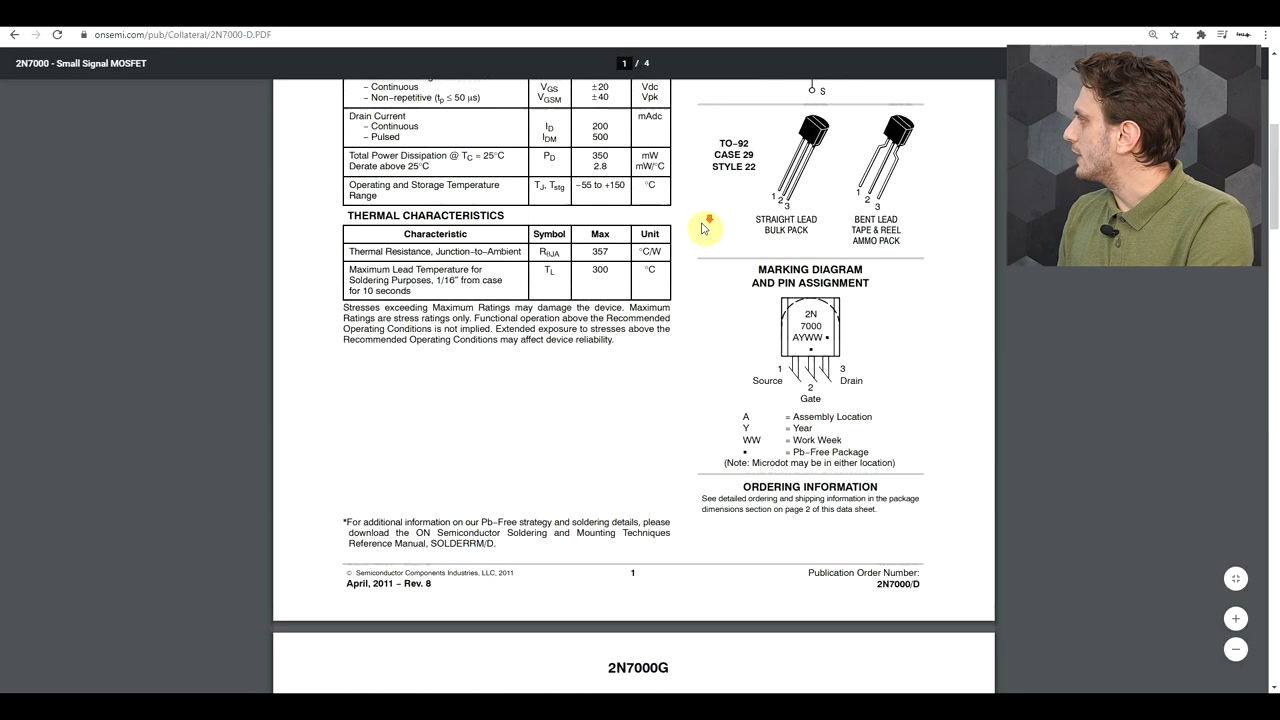 onsemi.com/pub/Collateral/2N7000-D.PDF
2N7000 - Small Signal MOSFET
1 / 4
− Continuous VGS ±20 Vdc
− Non−repetitive (tp ≤ 50 μs) VGSM ±40 Vpk
Drain Current mAdc
− Continuous ID 200
− Pulsed IDM 500
Total Power Dissipation @ TC = 25°C PD 350 mW
Derate above 25°C 2.8 mW/°C
Operating and Storage Temperature TJ, Tstg −55 to +150 °C
Range
THERMAL CHARACTERISTICS
Characteristic Symbol Max Unit
Thermal Resistance, Junction−to−Ambient RθJA 357 °C/W
Maximum Lead Temperature for TL 300 °C
Soldering Purposes, 1/16″ from case
for 10 seconds
Stresses exceeding Maximum Ratings may damage the device. Maximum
Ratings are stress ratings only. Functional operation above the Recommended
Operating Conditions is not implied. Extended exposure to stresses above the
Recommended Operating Conditions may affect device reliability.
*For additional information on our Pb−Free strategy and soldering details, please
download the ON Semiconductor Soldering and Mounting Techniques
Reference Manual, SOLDERRM/D.
S
TO−92
CASE 29
STYLE 22
1
2
3
STRAIGHT LEAD
BULK PACK
1
2
3
BENT LEAD
TAPE & REEL
AMMO PACK
MARKING DIAGRAM
AND PIN ASSIGNMENT
2N
7000
AYWW ▪
▪
1 3
Source Drain
2
Gate
A = Assembly Location
Y = Year
WW = Work Week
▪ = Pb−Free Package
(Note: Microdot may be in either location)
ORDERING INFORMATION
See detailed ordering and shipping information in the package
dimensions section on page 2 of this data sheet.
© Semiconductor Components Industries, LLC, 2011
April, 2011 − Rev. 8
1
Publication Order Number:
2N7000/D
2N7000G